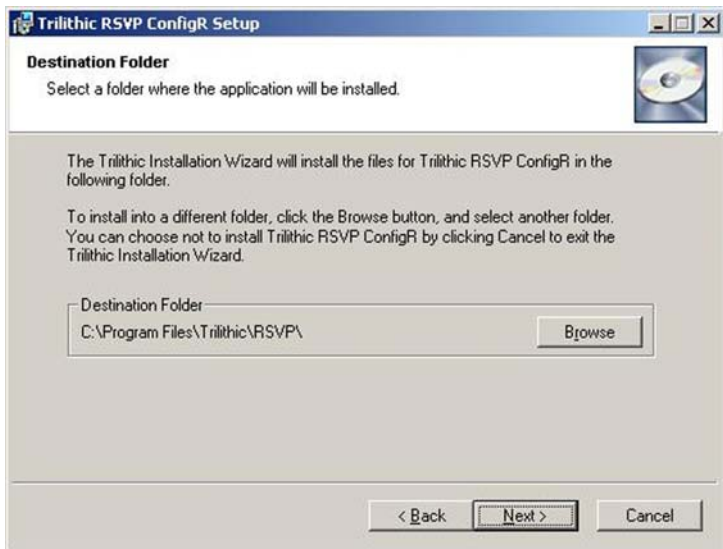 Trilithic RSVP ConfigR Setup
Destination Folder
Select a folder where the application will be installed.
The Trilithic Installation Wizard will install the files for Trilithic RSVP ConfigR in the
following folder.
To install into a different folder, click the Browse button, and select another folder.
You can choose not to install Trilithic RSVP ConfigR by clicking Cancel to exit the
Trilithic Installation Wizard.
Destination Folder
C:\Program Files\Trilithic\RSVP\
Browse
< Back
Next >
Cancel